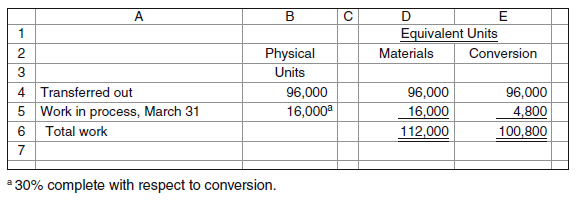 A B C D E
1 Equivalent Units
2 Physical Materials Conversion
3 Units
4 Transferred out 96,000 96,000 96,000
5 Work in process, March 31 16,000ᵃ 16,000 4,800
6 Total work 112,000 100,800
7
ᵃ 30% complete with respect to conversion.